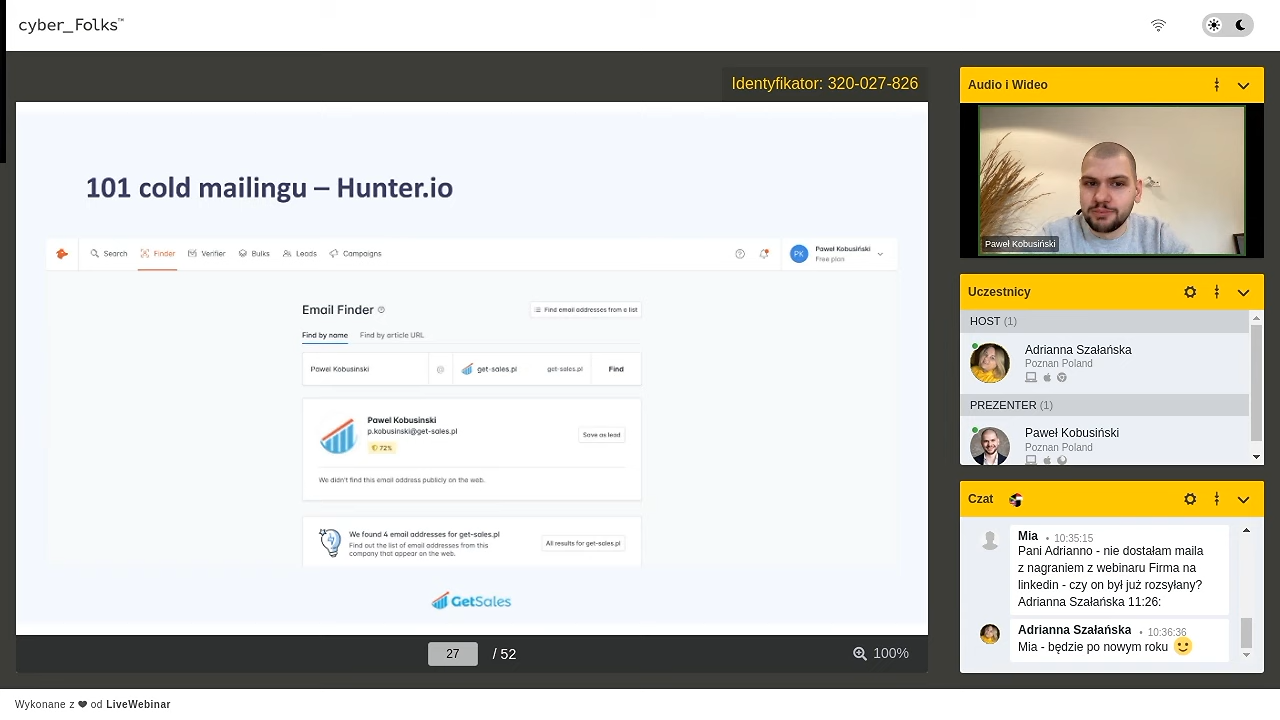 cyber_Folks™
Identyfikator: 320-027-826
101 cold mailingu – Hunter.io
Search Finder Verifier Bulks Leads Campaigns
PK Paweł Kobusiński
Free plan
Email Finder
Find email addresses from a list
Find by name Find by article URL
Pawel Kobusinski @ get-sales.pl get-sales.pl Find
Pawel Kobusinski
p.kobusinski@get-sales.pl
72%
Save as lead
We didn't find this email address publicly on the web.
We found 4 email addresses for get-sales.pl
Find out the list of email addresses from this
company that appear on the web.
All results for get-sales.pl
GetSales
27 / 52
100%
Audio i Wideo
Paweł Kobusiński
Uczestnicy
HOST (1)
Adrianna Szałańska
Poznan Poland
PREZENTER (1)
Paweł Kobusiński
Poznan Poland
Czat
Mia • 10:35:15
Pani Adrianno - nie dostałam maila
z nagraniem z webinaru Firma na
linkedin - czy on był już rozsyłany?
Adrianna Szałańska 11:26:
Adrianna Szałańska • 10:36:36
Mia - będzie po nowym roku 🙂
Wykonane z ❤ od LiveWebinar